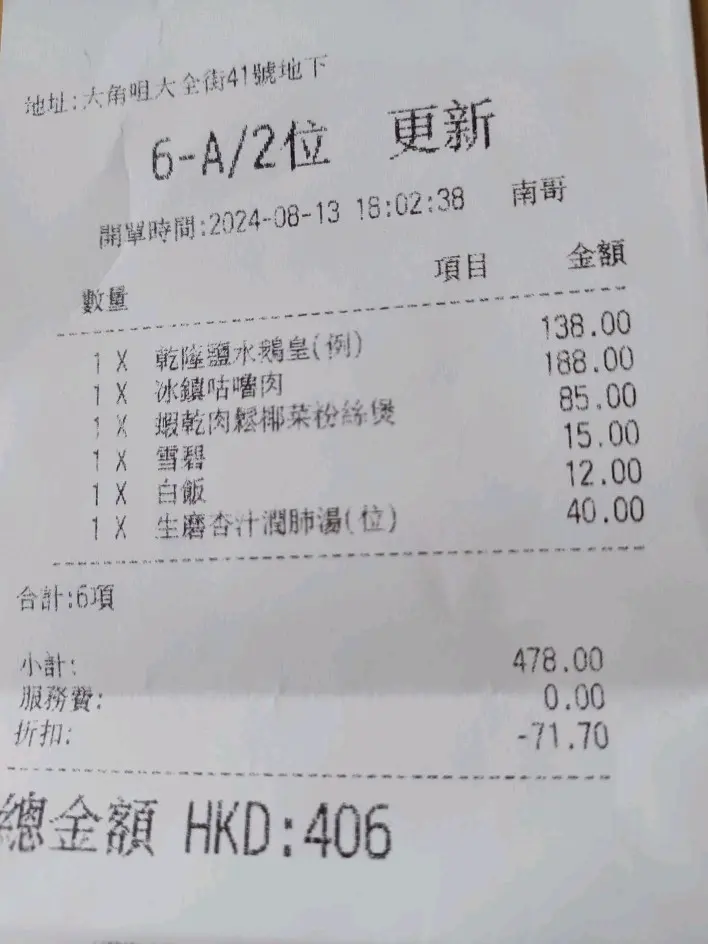 地址:大角咀大全街41號地下
6-A/2位 更新
開單時間:2024-08-13 18:02:38 南哥
數量 項目 金額
1 X 乾隆鹽水鵝皇(例) 138.00
1 X 冰鎮咕嚕肉 188.00
1 X 蝦乾肉鬆椰菜粉絲煲 85.00
1 X 雪碧 15.00
1 X 白飯 12.00
1 X 生磨杏汁潤肺湯(位) 40.00
合計:6項
小計: 478.00
服務費: 0.00
折扣: -71.70
總金額 HKD:406